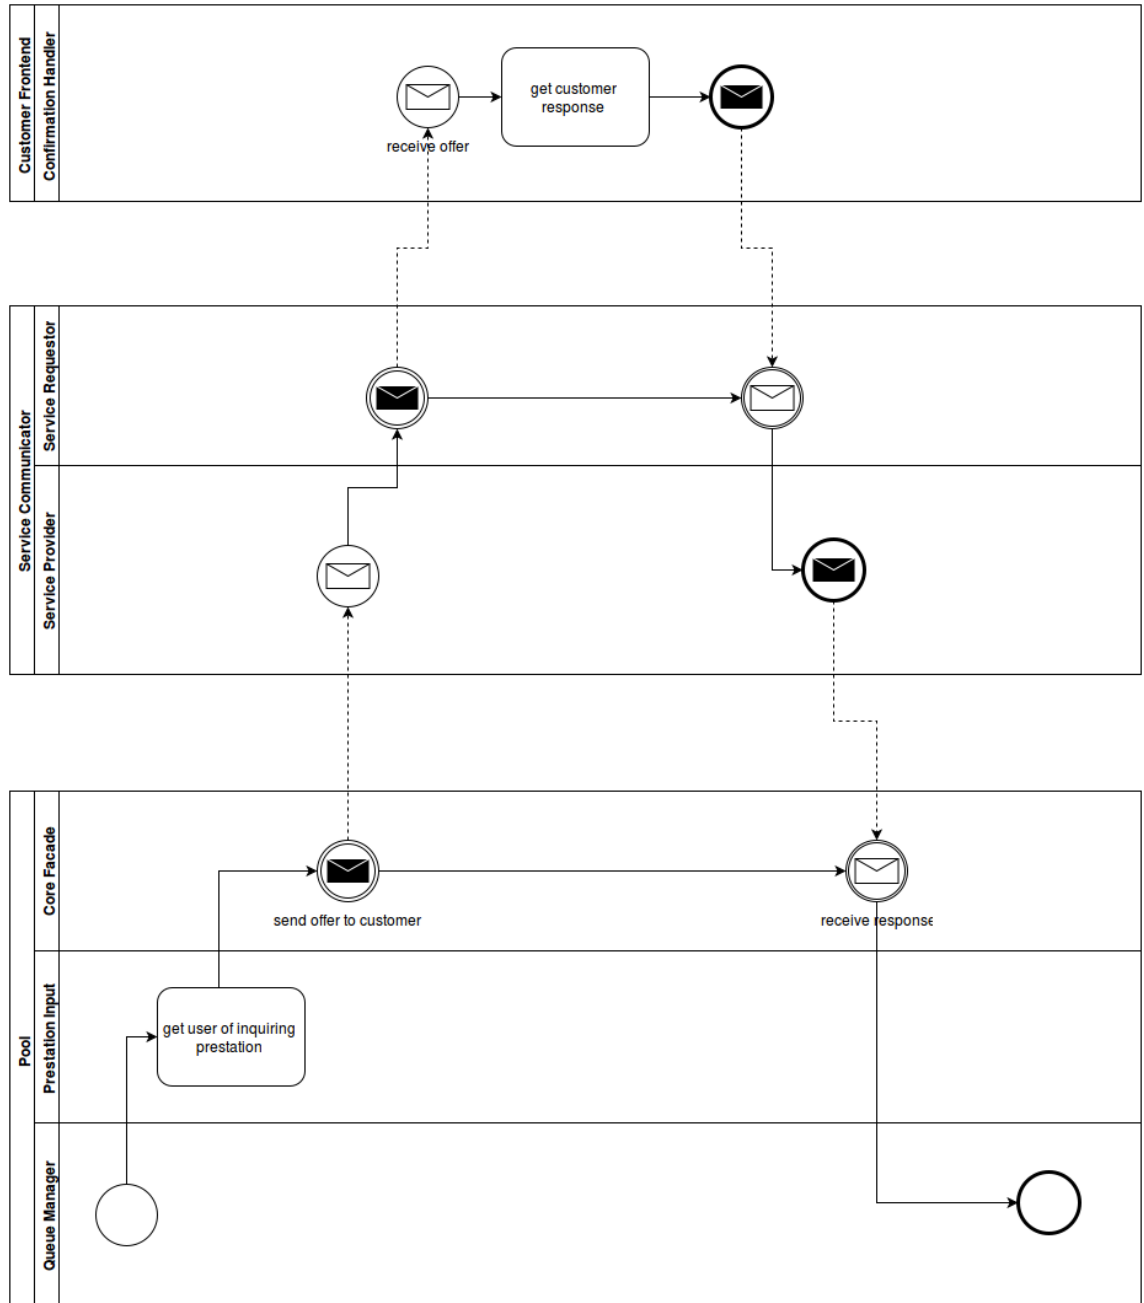 Customer Frontend
Confirmation Handler
get customer
response
receive offer
Service Communicator
Service Requestor
Service Provider
Pool
Core Facade
send offer to customer
receive response
Prestation Input
get user of inquiring
prestation
Queue Manager